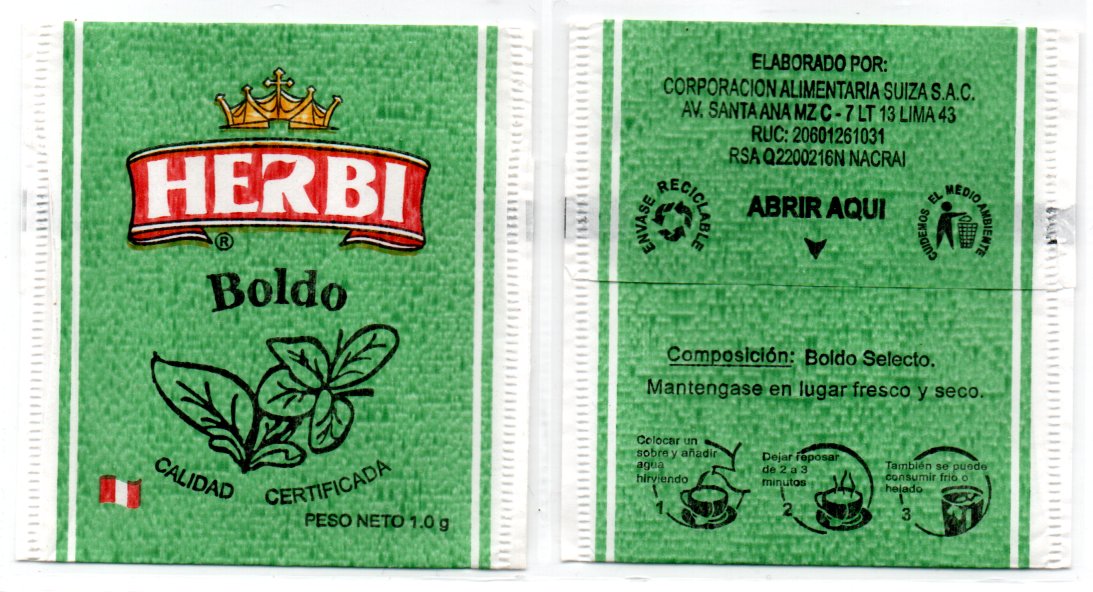 HERBI
®
Boldo
CALIDAD CERTIFICADA
PESO NETO 1.0 g
ELABORADO POR:
CORPORACION ALIMENTARIA SUIZA S.A.C.
AV. SANTA ANA MZ C - 7 LT 13 LIMA 43
RUC: 20601261031
RSA Q2200216N NACRAI
ENVASE RECICLABLE
ABRIR AQUI
CUIDEMOS EL MEDIO AMBIENTE
Composición: Boldo Selecto.
Mantengase en lugar fresco y seco.
Colocar un
sobre y añadir
agua
hirviendo
1
Dejar reposar
de 2 a 3
minutos
2
También se puede
consumir frio o
helado
3